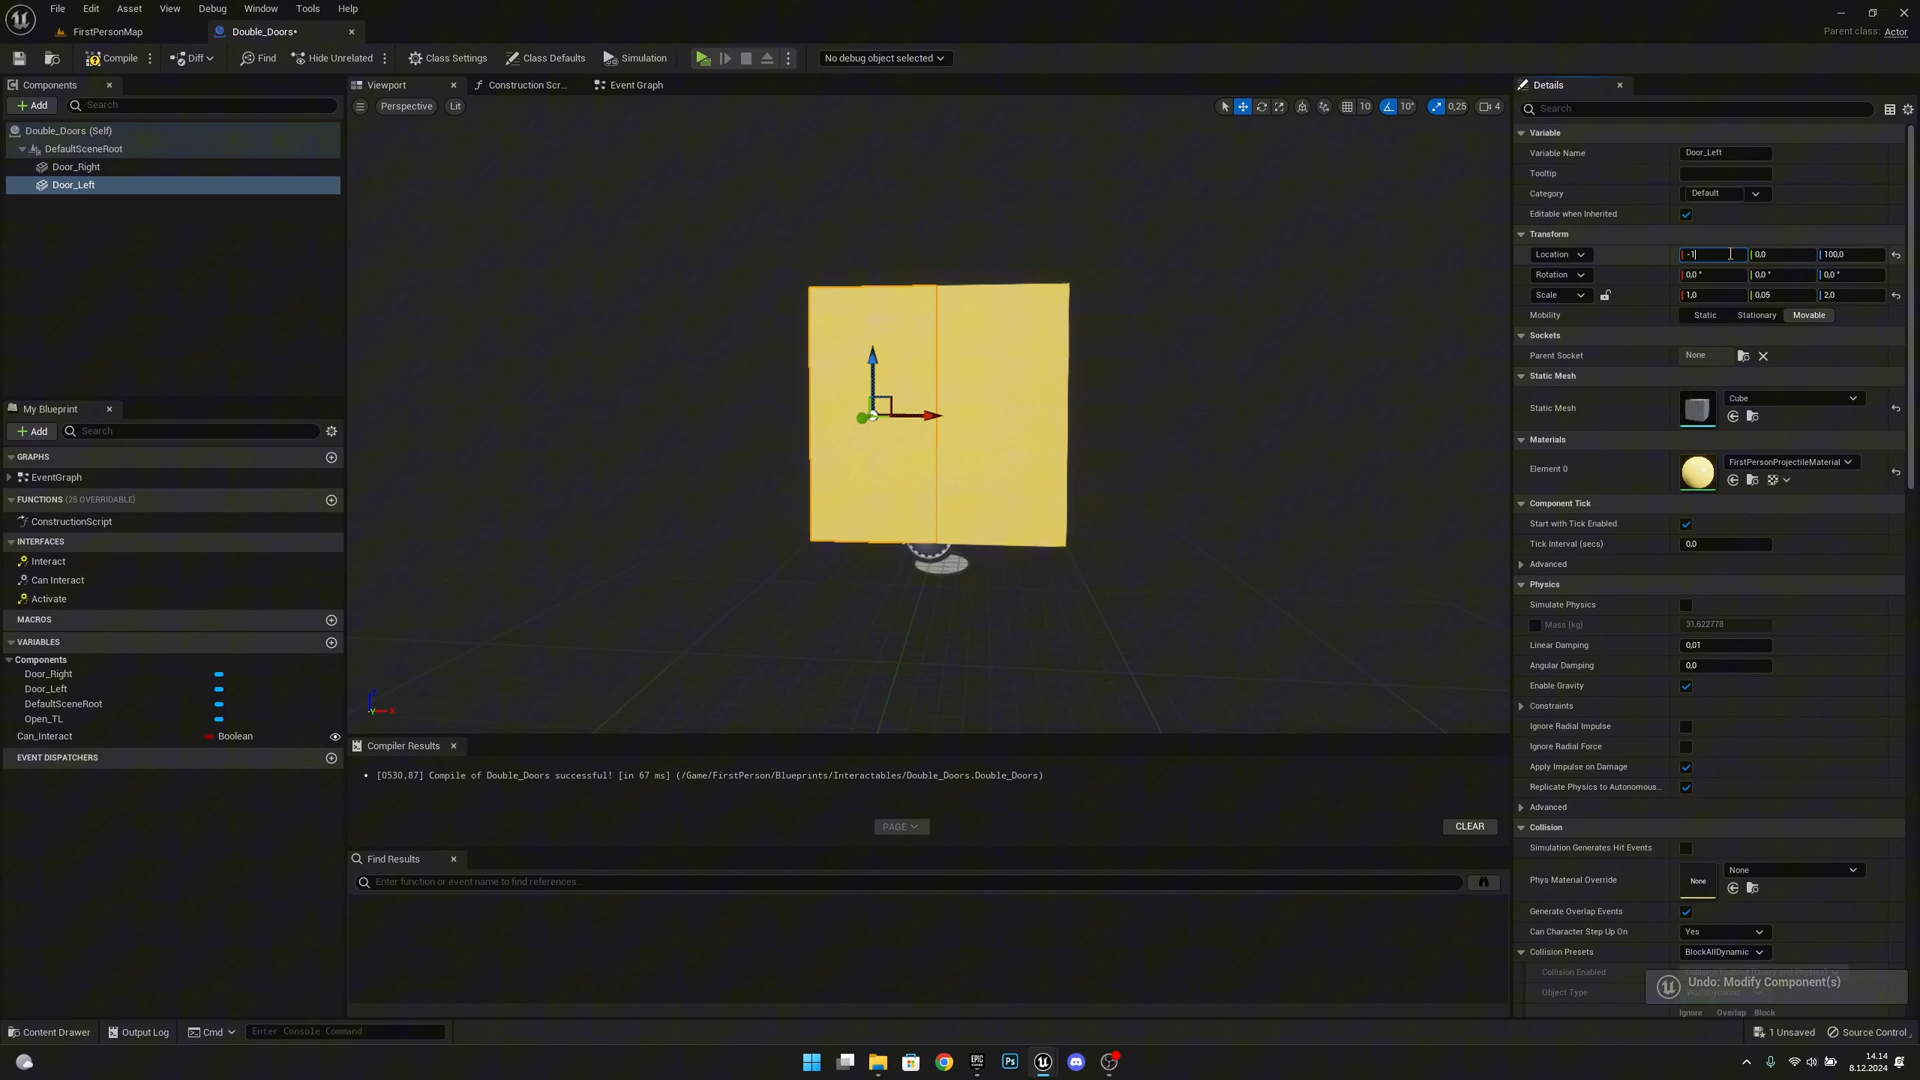 File Edit Asset View Debug Window Tools Help
FirstPersonMap
Double_Doors*
Parent class: Actor
Compile
Diff
Find
Hide Unrelated
Class Settings
Class Defaults
Simulation
No debug object selected
Components
Add
Search
Double_Doors (Self)
DefaultSceneRoot
Door_Right
Door_Left
My Blueprint
Add
Search
GRAPHS
EventGraph
FUNCTIONS (25 OVERRIDABLE)
ConstructionScript
INTERFACES
Interact
Can Interact
Activate
MACROS
VARIABLES
Components
Door_Right
Door_Left
DefaultSceneRoot
Open_TL
Can_Interact Boolean
EVENT DISPATCHERS
Viewport
Construction Scr...
Event Graph
Perspective
Lit
10
10°
0,25
4
Compiler Results
[0530.87] Compile of Double_Doors successful! [in 67 ms] (/Game/FirstPerson/Blueprints/Interactables/Double_Doors.Double_Doors)
PAGE
CLEAR
Find Results
Enter function or event name to find references...
Details
Search
Variable
Variable Name Door_Left
Tooltip
Category Default
Editable when Inherited
Transform
Location -1 0,0 100,0
Rotation 0,0 ° 0,0 ° 0,0 °
Scale 1,0 0,05 2,0
Mobility Static Stationary Movable
Sockets
Parent Socket None
Static Mesh
Static Mesh Cube
Materials
Element 0 FirstPersonProjectileMaterial
Component Tick
Start with Tick Enabled
Tick Interval (secs) 0,0
Advanced
Physics
Simulate Physics
Mass (kg) 31,622778
Linear Damping 0,01
Angular Damping 0,0
Enable Gravity
Constraints
Ignore Radial Impulse
Ignore Radial Force
Apply Impulse on Damage
Replicate Physics to Autonomous...
Advanced
Collision
Simulation Generates Hit Events
Phys Material Override None None
Generate Overlap Events
Can Character Step Up On Yes
Collision Presets BlockAllDynamic
Collision Enabled
Object Type
Undo: Modify Component(s)
Ignore Overlap Block
Content Drawer
Output Log
Cmd
Enter Console Command
1 Unsaved
Source Control
EPIC
Ps
14.14
8.12.2024